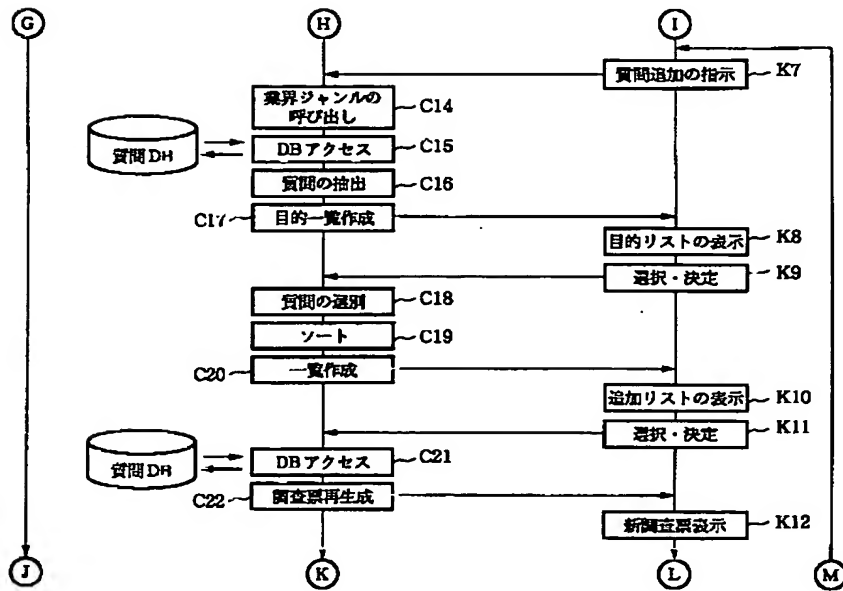 G
H
I
質問追加の指示
K7
業界ジャンルの
呼び出し
C14
質問 DB
DBアクセス
C15
質問の抽出
C16
C17
目的一覧作成
目的リストの表示
K8
選択・決定
K9
質問の選別
C18
ソート
C19
C20
一覧作成
追加リストの表示
K10
選択・決定
K11
質問 DB
DBアクセス
C21
C22
調査票再生成
新調査票表示
K12
J
K
L
M